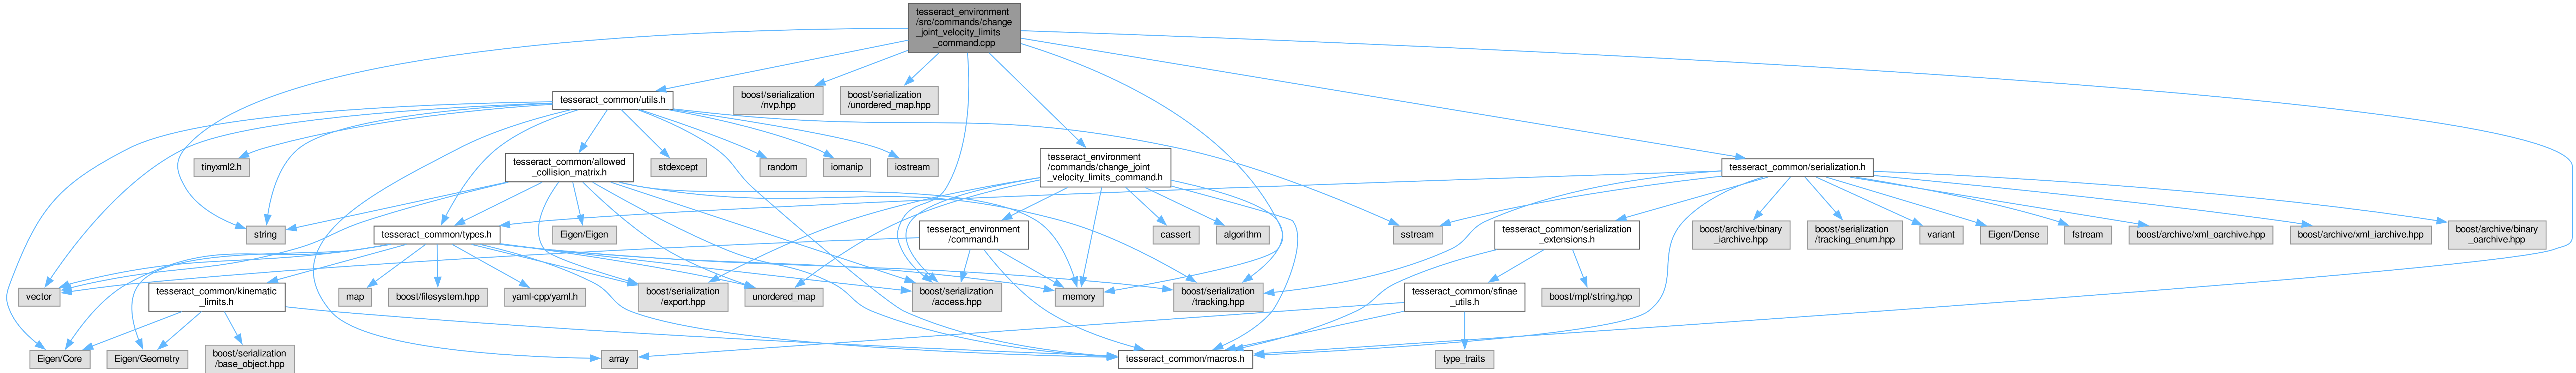 tesseract_environment
/src/commands/change
_joint_velocity_limits
_command.cpp
tesseract_common/utils.h
boost/serialization
/nvp.hpp
boost/serialization
/unordered_map.hpp
tinyxml2.h
tesseract_common/allowed
_collision_matrix.h
stdexcept
random
iomanip
iostream
tesseract_environment
/commands/change_joint
_velocity_limits_command.h
tesseract_common/serialization.h
string
tesseract_common/types.h
Eigen/Eigen
tesseract_environment
/command.h
cassert
algorithm
sstream
tesseract_common/serialization
_extensions.h
boost/archive/binary
_iarchive.hpp
boost/serialization
/tracking_enum.hpp
variant
Eigen/Dense
fstream
boost/archive/xml_oarchive.hpp
boost/archive/xml_iarchive.hpp
boost/archive/binary
_oarchive.hpp
vector
tesseract_common/kinematic
_limits.h
map
boost/filesystem.hpp
yaml-cpp/yaml.h
boost/serialization
/export.hpp
unordered_map
boost/serialization
/access.hpp
memory
boost/serialization
/tracking.hpp
tesseract_common/sfinae
_utils.h
boost/mpl/string.hpp
Eigen/Core
Eigen/Geometry
boost/serialization
/base_object.hpp
array
tesseract_common/macros.h
type_traits